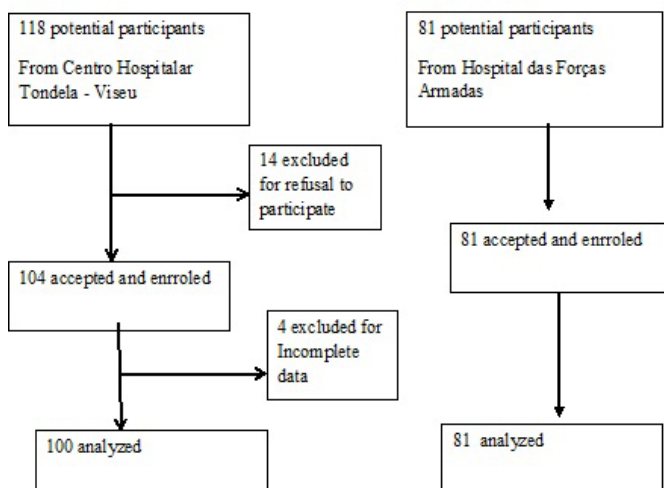 118 potential participants
From Centro Hospitalar
Tondela - Viseu
14 excluded
for refusal to
participate
104 accepted and enrroled
4 excluded for
Incomplete
data
100 analyzed
81 potential participants
From Hospital das Forças
Armadas
81 accepted and enrroled
81 analyzed